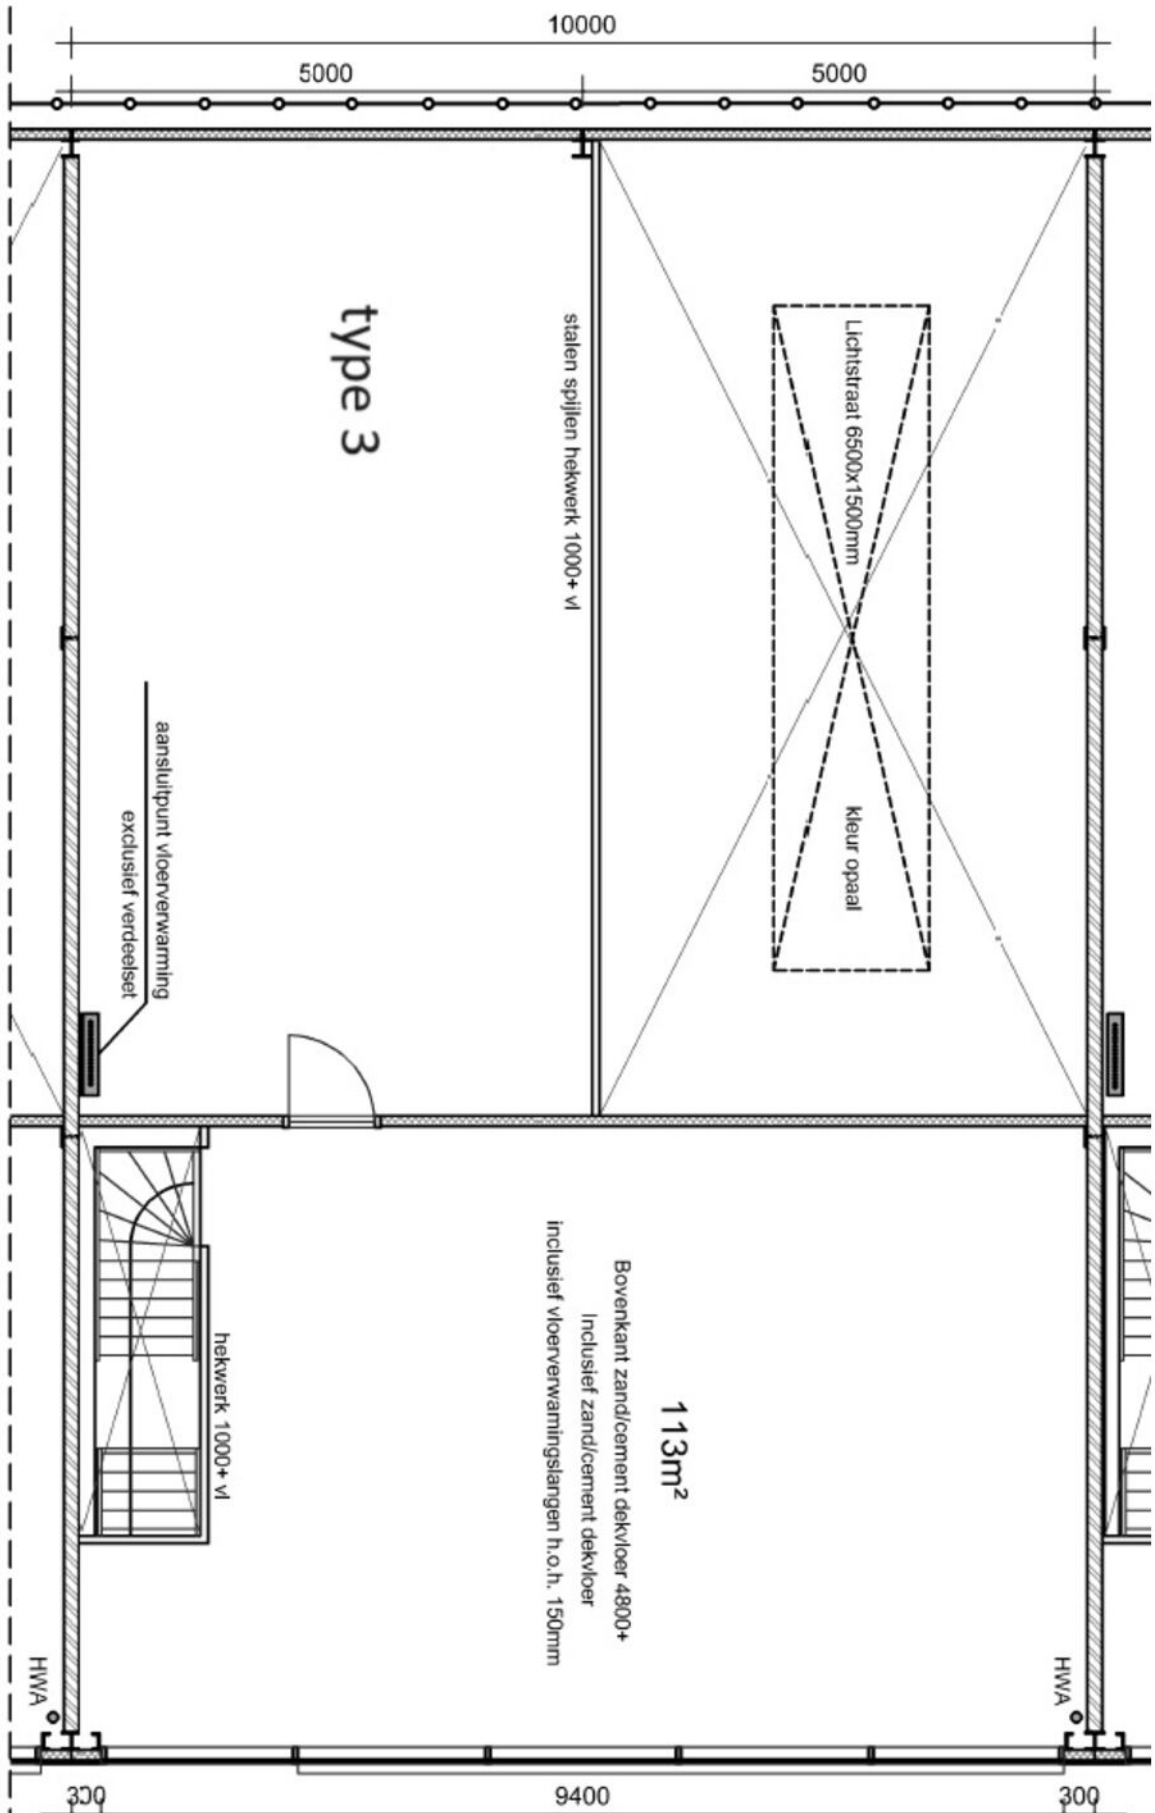 10000
5000
5000
type 3
stalen spijlen hekwerk 1000+ vl
Lichtstraat 6500x1500mm
kleur opaal
aansluitpunt vloerverwarming
exclusief verdeelset
hekwerk 1000+ vl
113m²
Bovenkant zand/cement dekvloer 4800+
Inclusief zand/cement dekvloer
inclusief vloerverwarmingslangen h.o.h. 150mm
HWA
HWA
300
9400
300